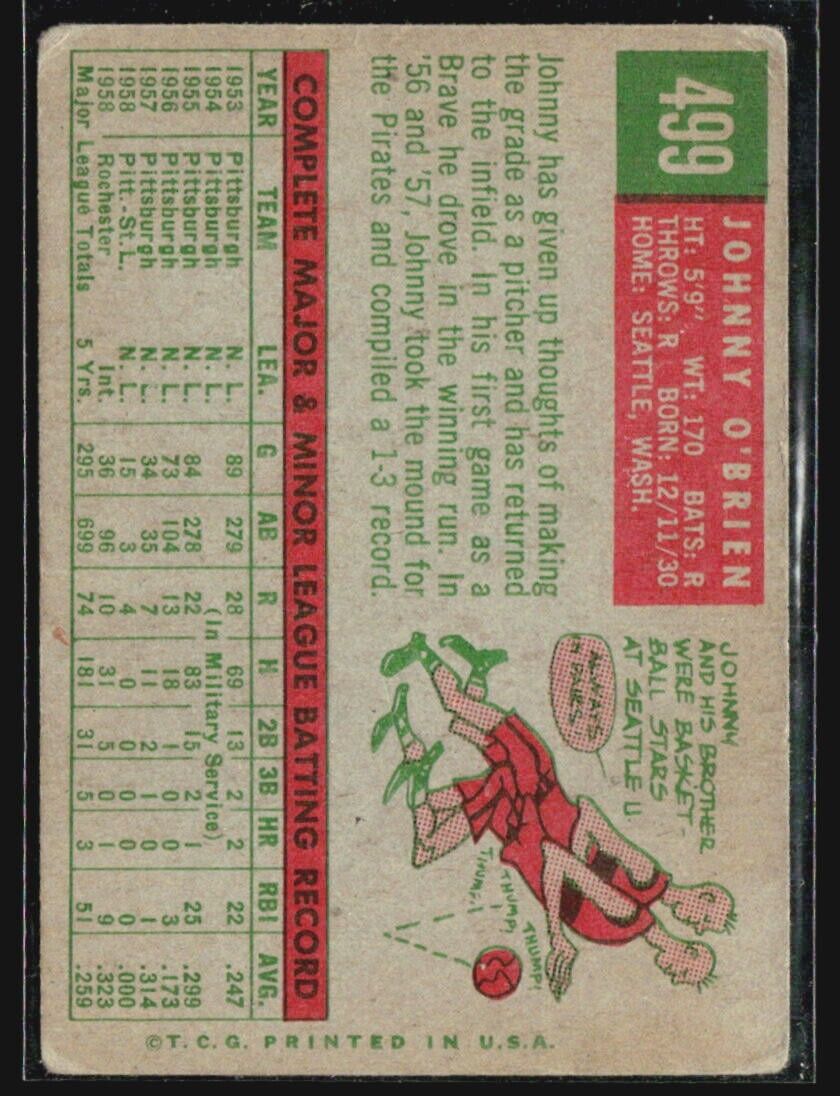 499
JOHNNY O'BRIEN
HT: 5'9" WT: 170 BATS: R
THROWS: R BORN: 12/11/30
HOME: SEATTLE, WASH.
Johnny has given up thoughts of making
the grade as a pitcher and has returned
to the infield. In his first game as a
Brave he drove in the winning run. In
'56 and '57, Johnny took the mound for
the Pirates and compiled a 1-3 record.
JOHNNY
AND HIS BROTHER
WERE BASKET-
BALL STARS
AT SEATTLE U
ALWAYS
IN PAIRS
THUMP!
THUMP!
THUMP!
COMPLETE MAJOR & MINOR LEAGUE BATTING RECORD
YEAR TEAM LEA. G AB R H 2B 3B HR RBI AVG.
1953 Pittsburgh N. L. 89 279 28 69 13 2 2 22 .247
1954 Pittsburgh N. L. (In Military Service)
1955 Pittsburgh N. L. 84 278 22 83 15 2 1 25 .299
1956 Pittsburgh N. L. 73 104 13 18 1 0 0 3 .173
1957 Pittsburgh N. L. 34 35 7 11 2 1 0 1 .314
1958 Pitt.-St. L. N. L. 15 3 4 0 0 0 0 0 .000
1958 Rochester Int. 36 96 10 31 5 0 1 9 .323
Major League Totals 5 Yrs. 295 699 74 181 31 5 3 51 .259
©T.C.G. PRINTED IN U.S.A.